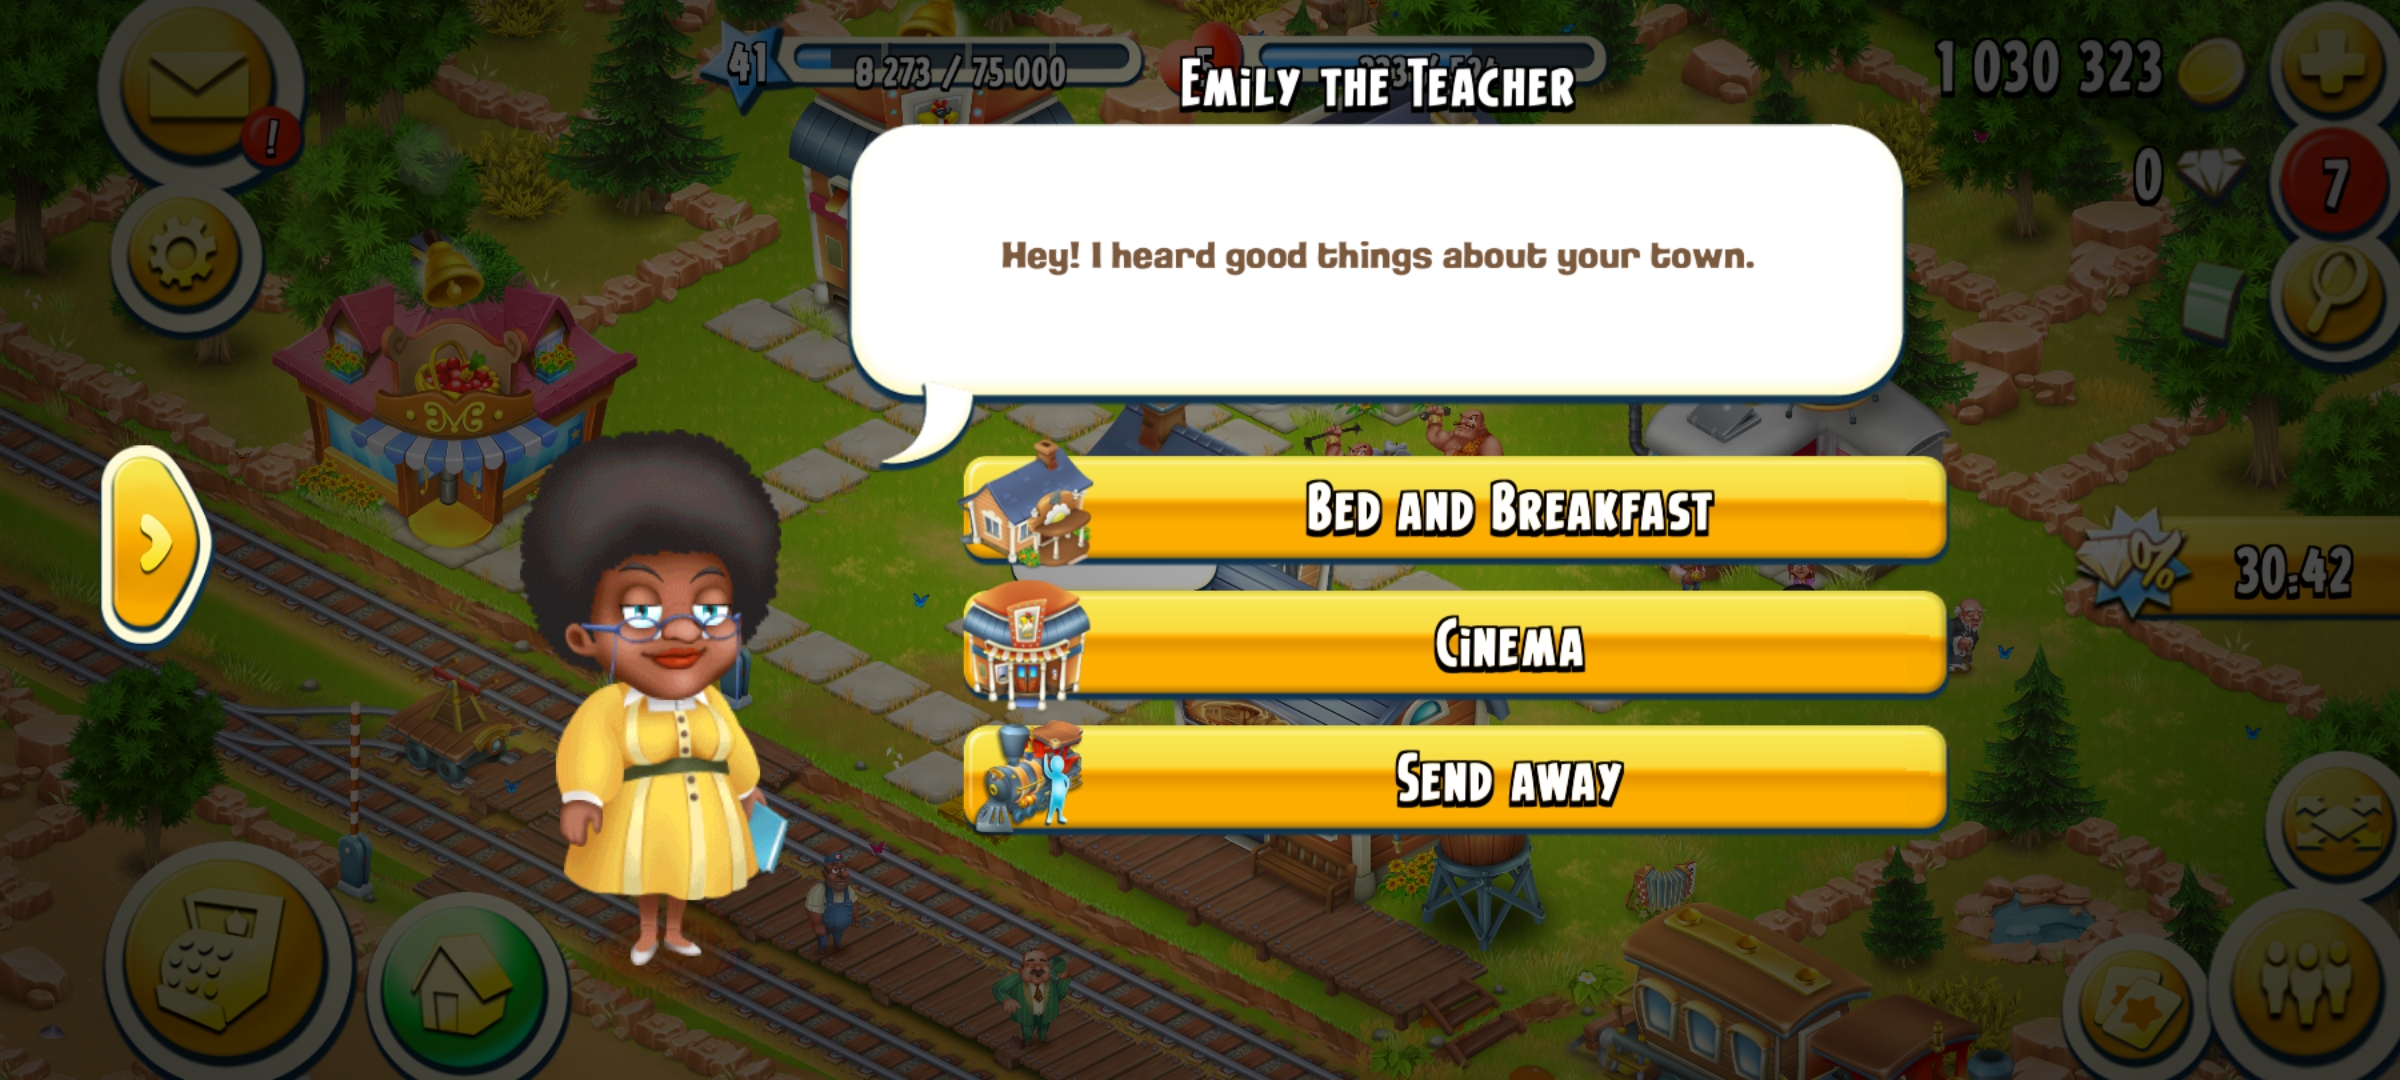 41
8 273 / 75 000
5
1 030 323
Emily the Teacher
!
0
7
Hey! I heard good things about your town.
Bed and Breakfast
%
30:42
Cinema
Send away